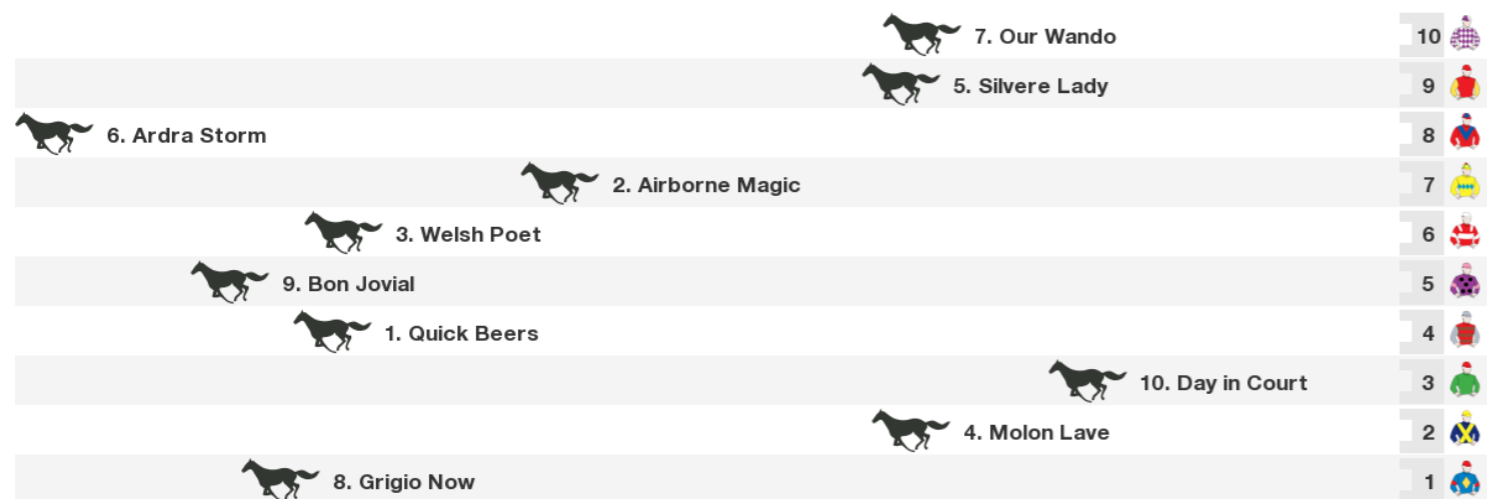 7. Our Wando 10
5. Silvere Lady 9
6. Ardra Storm 8
2. Airborne Magic 7
3. Welsh Poet 6
9. Bon Jovial 5
1. Quick Beers 4
10. Day in Court 3
4. Molon Lave 2
8. Grigio Now 1